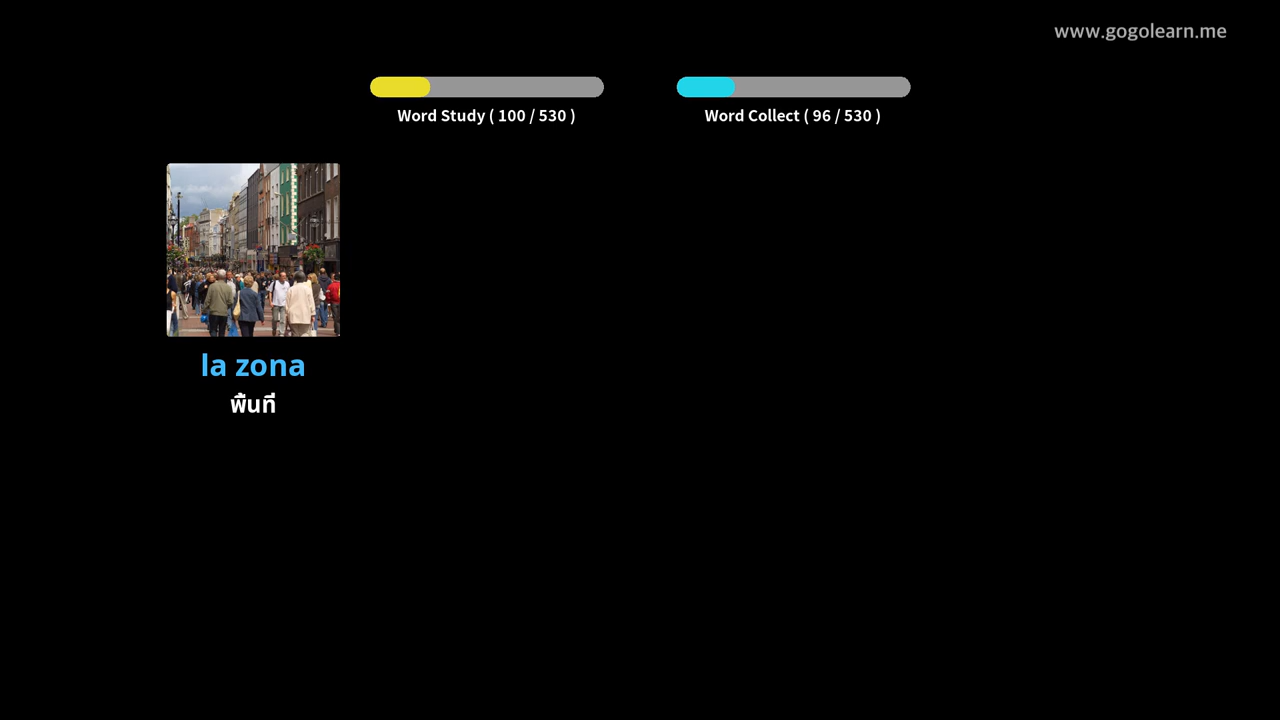 www.gogolearn.me
Word Study ( 100 / 530 )
Word Collect ( 96 / 530 )
la zona
พื้นที่